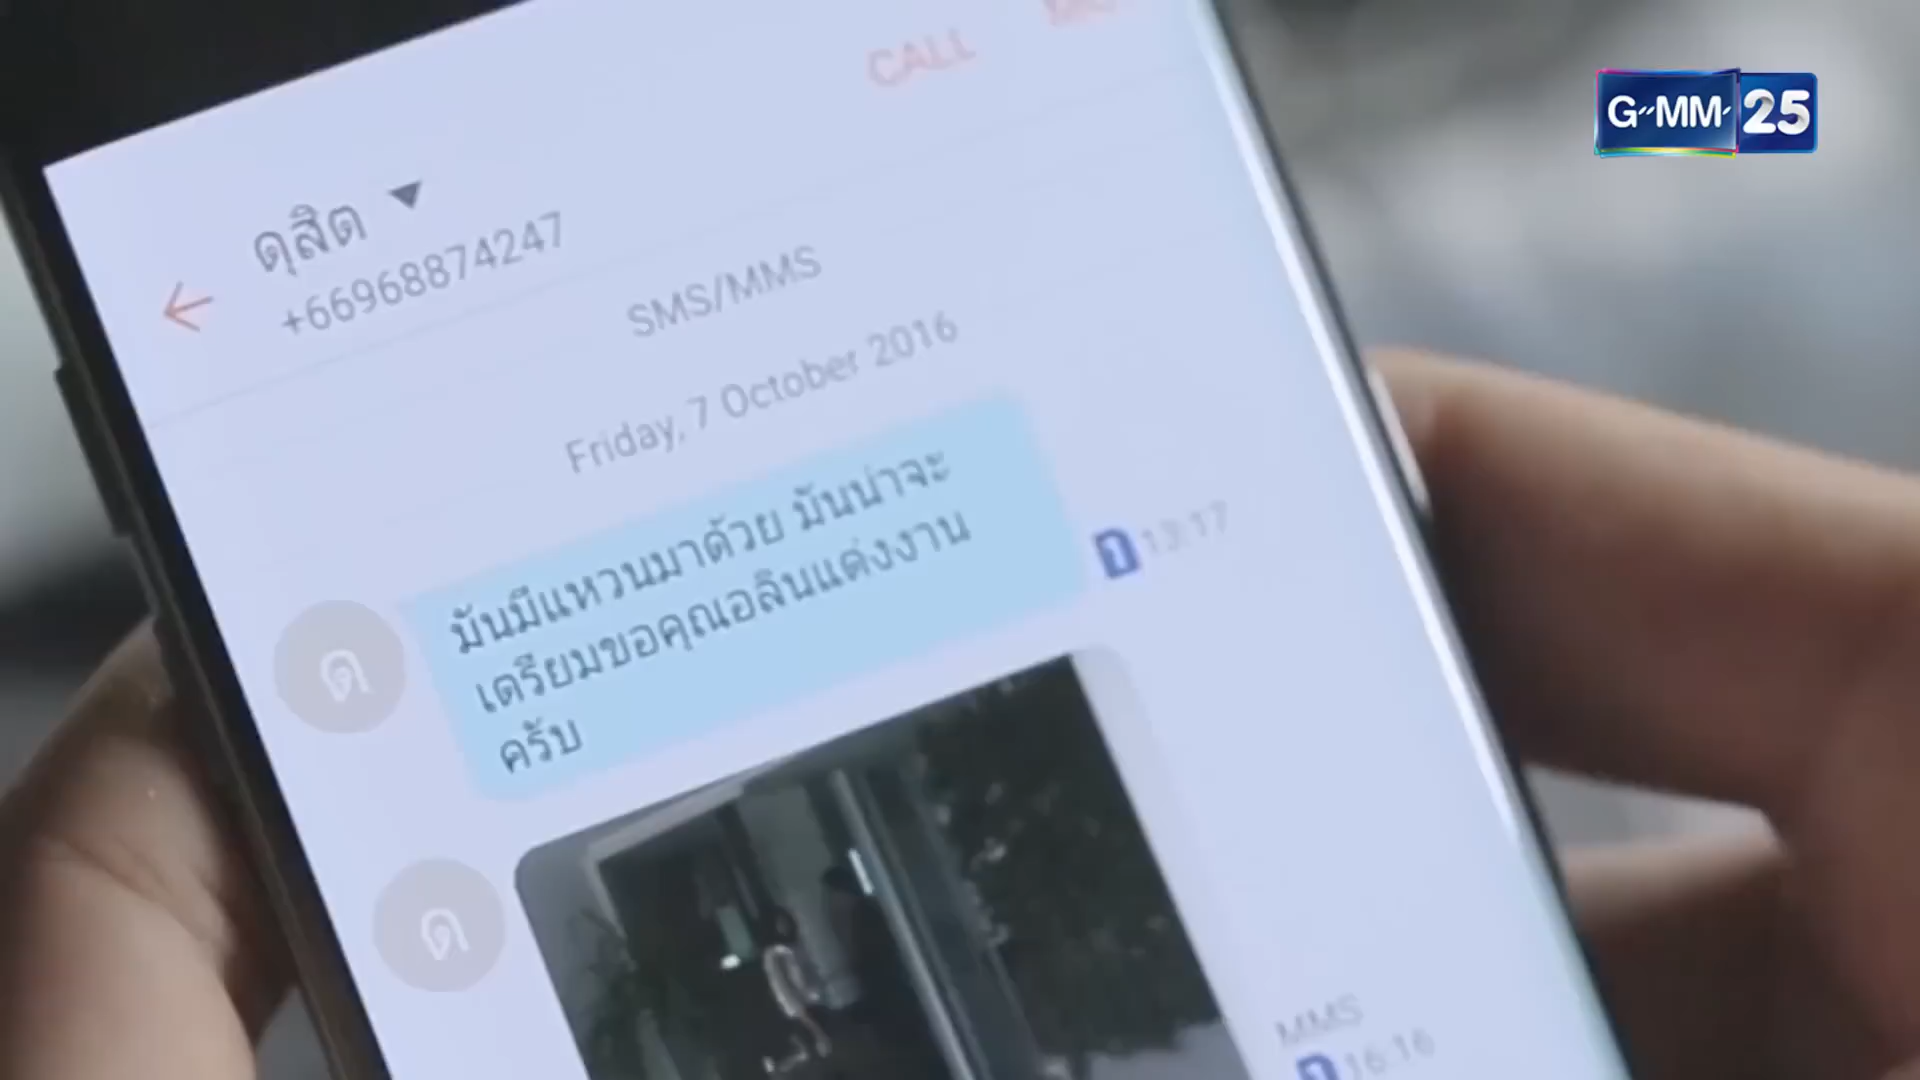 CALL
GMM 25
ดุสิต
+66968874247
SMS/MMS
Friday, 7 October 2016
มันมีแหวนมาด้วย มันน่าจะ
เตรียมขอคุณอลินแต่งงาน
ครับ
1 13:17
ด
ด
MMS
1 16:16